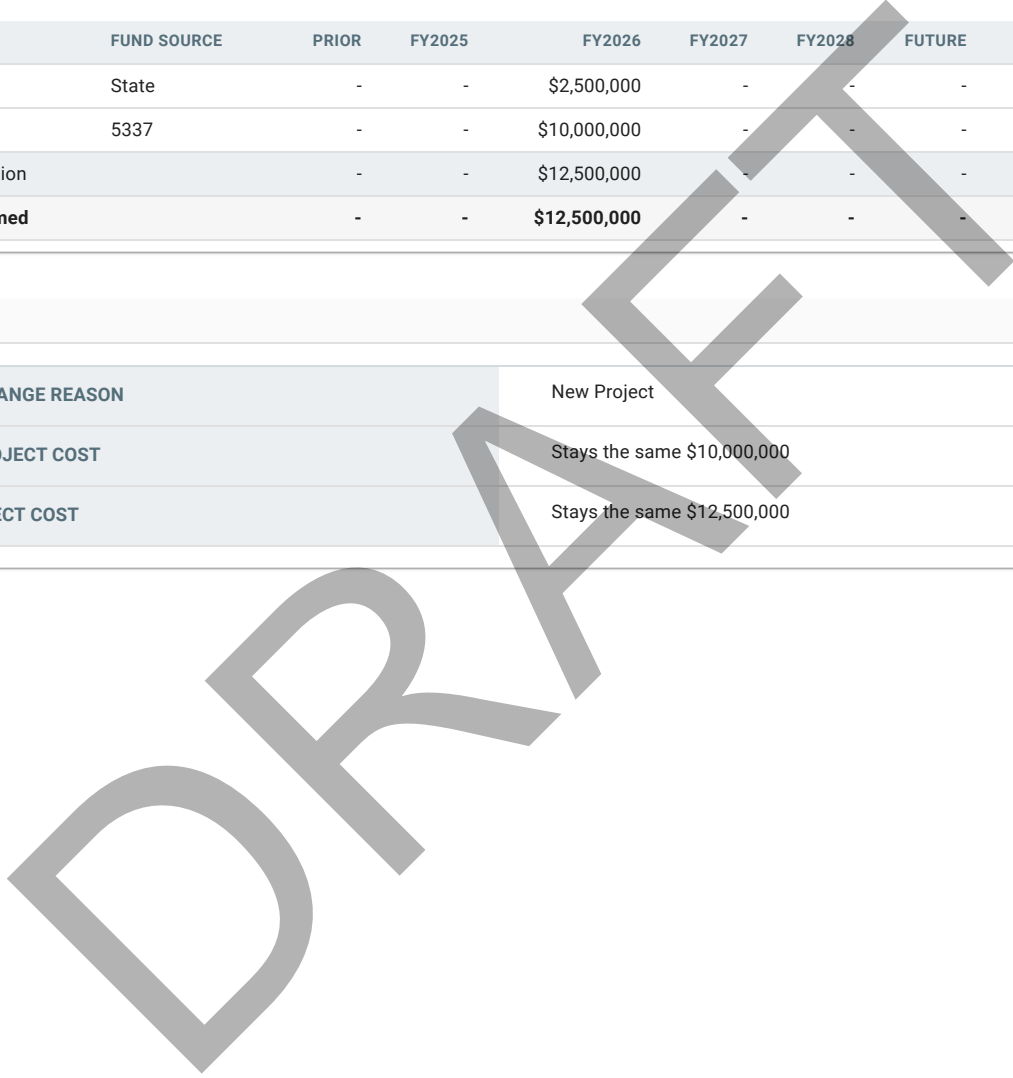 FUND SOURCE PRIOR FY2025 FY2026 FY2027 FY2028 FUTURE
State - - $2,500,000 - - -
5337 - - $10,000,000 - - -
ion - - $12,500,000 - - -
med - - $12,500,000 - - -
ANGE REASON New Project
OJECT COST Stays the same $10,000,000
ECT COST Stays the same $12,500,000
DRAFT